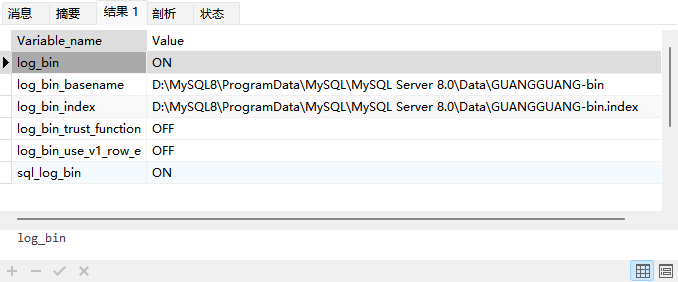 消息 摘要 结果 1 剖析 状态
Variable_name Value
log_bin ON
log_bin_basename D:\MySQL8\ProgramData\MySQL\MySQL Server 8.0\Data\GUANGGUANG-bin
log_bin_index D:\MySQL8\ProgramData\MySQL\MySQL Server 8.0\Data\GUANGGUANG-bin.index
log_bin_trust_function OFF
log_bin_use_v1_row_e OFF
sql_log_bin ON
log_bin